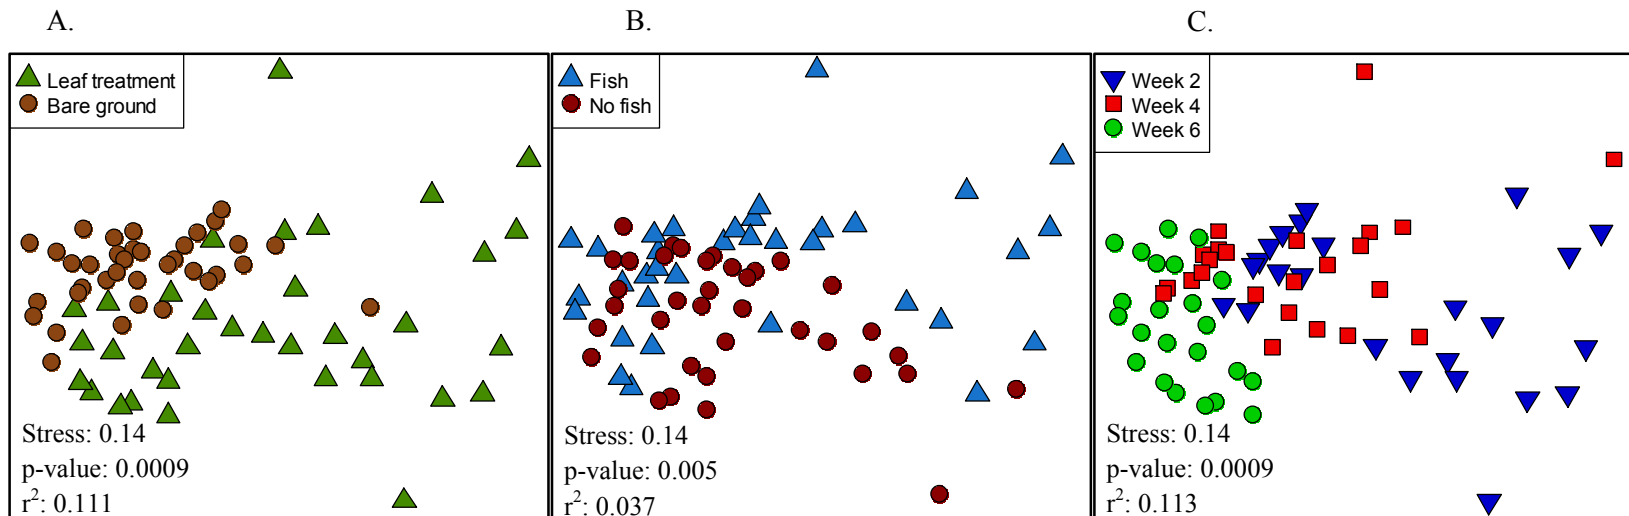 A.
Leaf treatment
Bare ground
Stress: 0.14
p-value: 0.0009
r²: 0.111
B.
Fish
No fish
Stress: 0.14
p-value: 0.005
r²: 0.037
C.
Week 2
Week 4
Week 6
Stress: 0.14
p-value: 0.0009
r²: 0.113